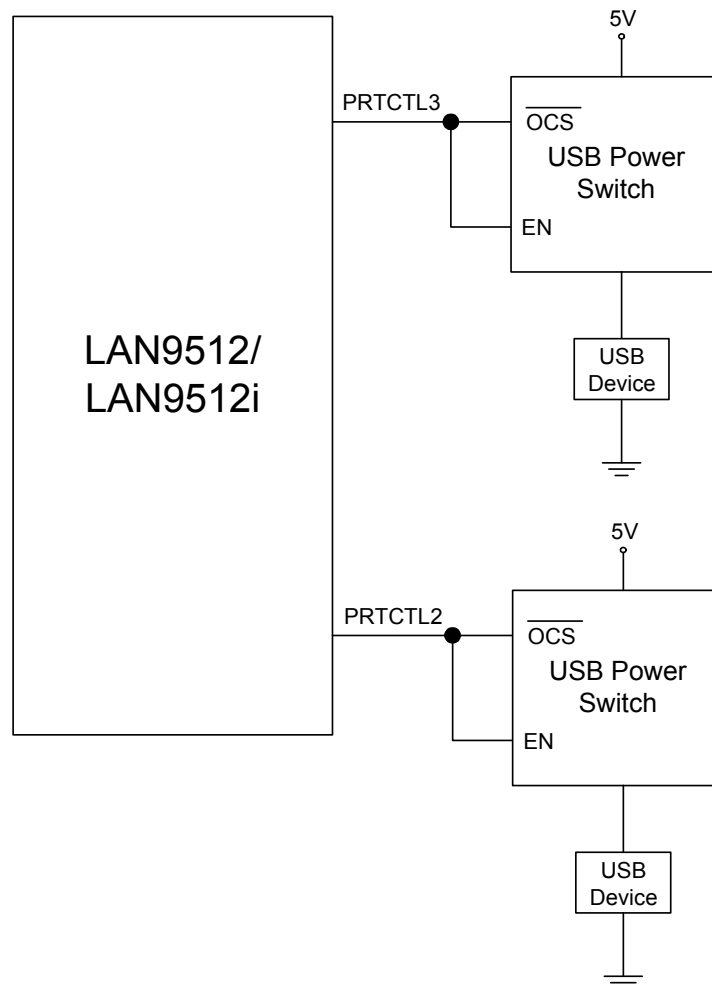 5V
PRTCTL3
OCS
USB Power
Switch
EN
LAN9512/
LAN9512i
USB
Device
5V
PRTCTL2
OCS
USB Power
Switch
EN
USB
Device